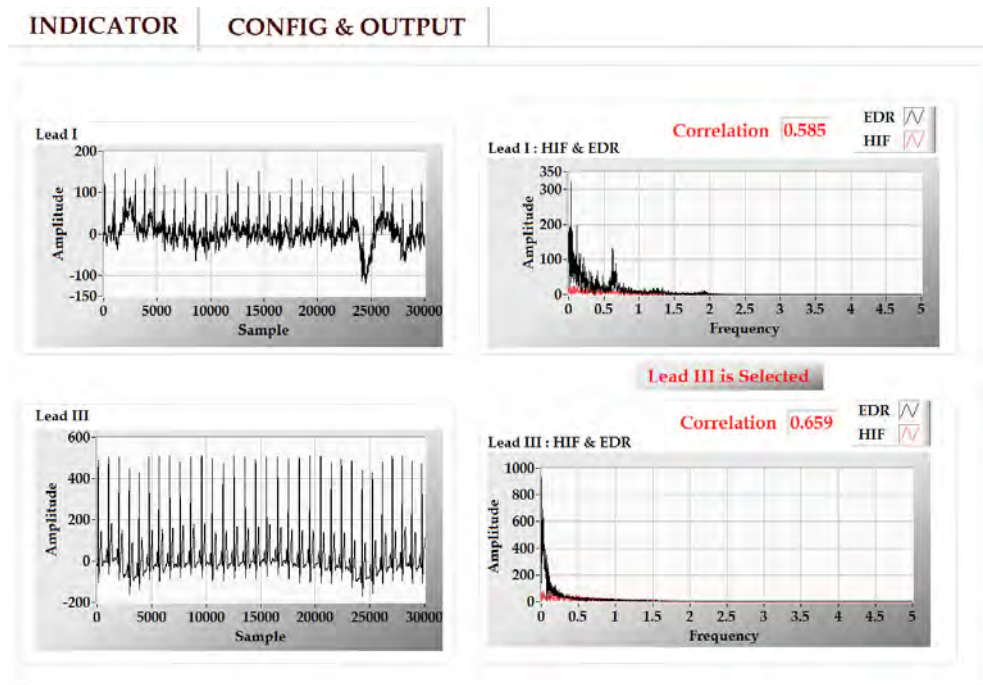 INDICATOR CONFIG & OUTPUT
Lead I
200
100
0
-100
-150
Amplitude
0 5000 10000 15000 20000 25000 30000
Sample
Correlation 0.585
EDR
HIF
Lead I : HIF & EDR
350
300
200
100
0
Amplitude
0 0.5 1 1.5 2 2.5 3 3.5 4 4.5 5
Frequency
Lead III is Selected
Lead III
600
400
200
0
-200
Amplitude
0 5000 10000 15000 20000 25000 30000
Sample
Correlation 0.659
EDR
HIF
Lead III : HIF & EDR
1000
800
600
400
200
0
Amplitude
0 0.5 1 1.5 2 2.5 3 3.5 4 4.5 5
Frequency